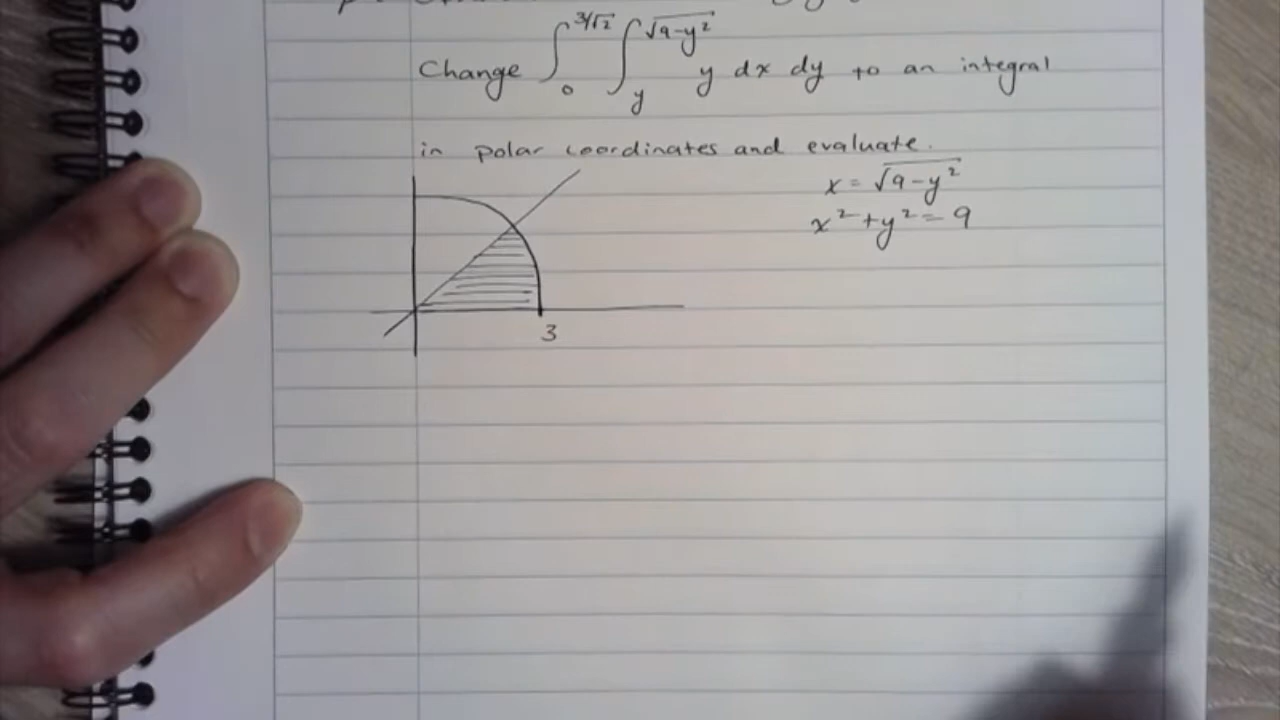 Change ∫₀^{3/√2} ∫_y^{√9-y²} y dx dy to an integral
in polar coordinates and evaluate.
x = √9-y²
x² + y² = 9
3